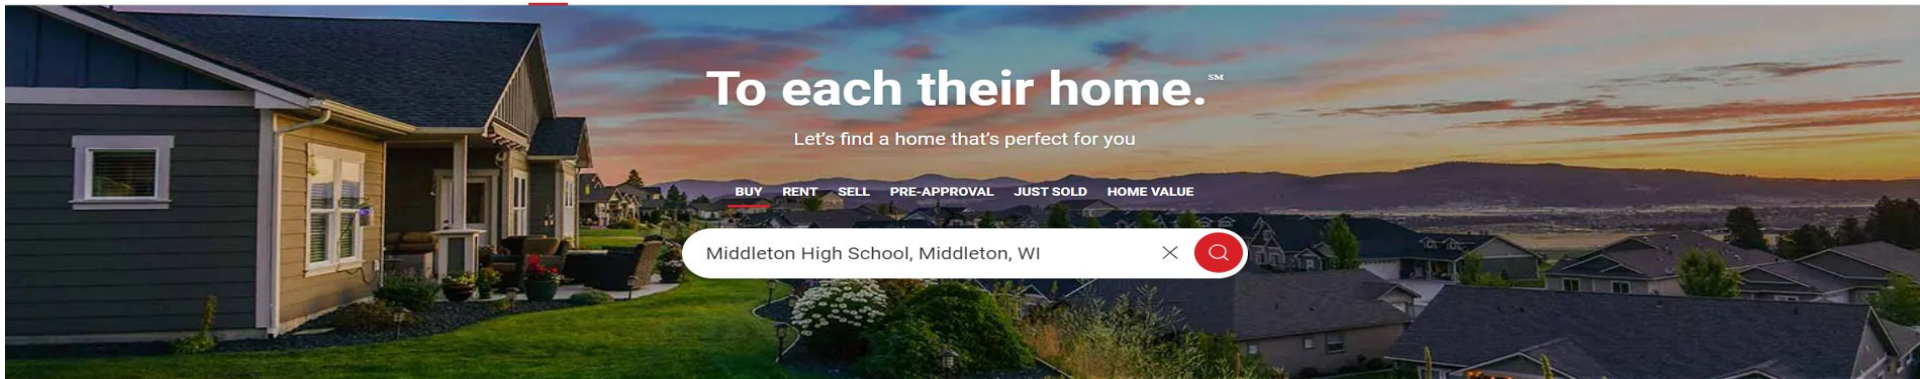 To each their home.℠
Let's find a home that's perfect for you
BUY RENT SELL PRE-APPROVAL JUST SOLD HOME VALUE
Middleton High School, Middleton, WI